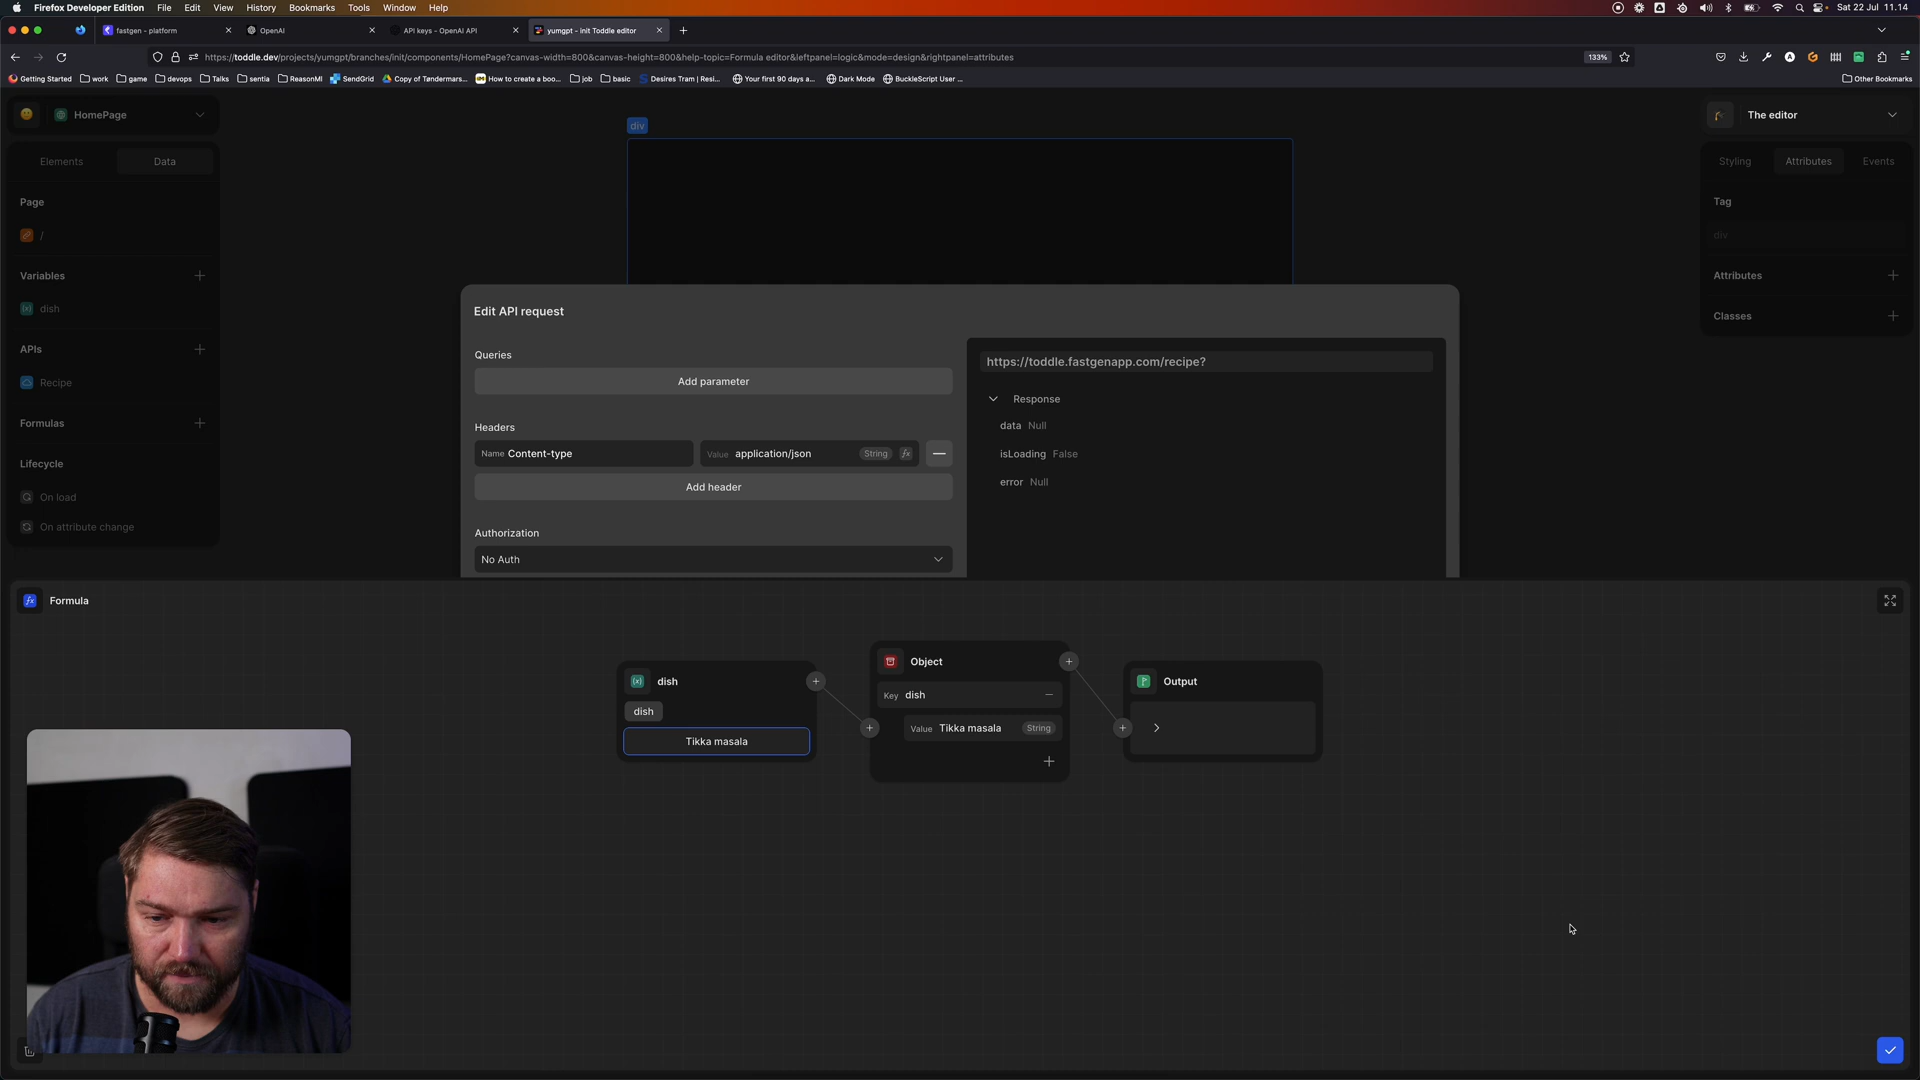 Firefox Developer Edition File Edit View History Bookmarks Tools Window Help
Sat 22 Jul 11.14
fastgen - platform
OpenAI
API keys - OpenAI API
yumgpt - init Toddle editor
https://toddle.dev/projects/yumgpt/branches/init/components/HomePage?canvas-width=800&canvas-height=800&help-topic=Formula editor&leftpanel=logic&mode=design&rightpanel=attributes
133%
Getting Started work game devops Talks sentia ReasonMl SendGrid Copy of Tøndermars... How to create a boo... job basic Desires Tram | Resi... Your first 90 days a... Dark Mode BuckleScript User ...
Other Bookmarks
HomePage
div
The editor
Elements Data
Styling Attributes Events
Page
/
Variables
dish
APIs
Recipe
Formulas
Lifecycle
On load
On attribute change
Tag
div
Attributes
Classes
Edit API request
Queries
Add parameter
Headers
Name Content-type Value application/json String fx
Add header
Authorization
No Auth
https://toddle.fastgenapp.com/recipe?
Response
data Null
isLoading False
error Null
fx Formula
dish
dish
Tikka masala
Object
Key dish
Value Tikka masala String
Output